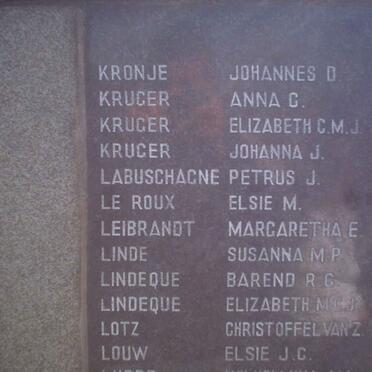 KRONJE JOHANNES D.
KRUGER ANNA C.
KRUGER ELIZABETH C.M.J.
KRUGER JOHANNA J.
LABUSCHAGNE PETRUS J.
LE ROUX ELSIE M.
LEIBRANDT MARGARETHA E.
LINDE SUSANNA M.P.
LINDEQUE BAREND R.G.
LINDEQUE ELIZABETH
LOTZ CHRISTOFFEL VAN Z.
LOUW ELSIE J.C.